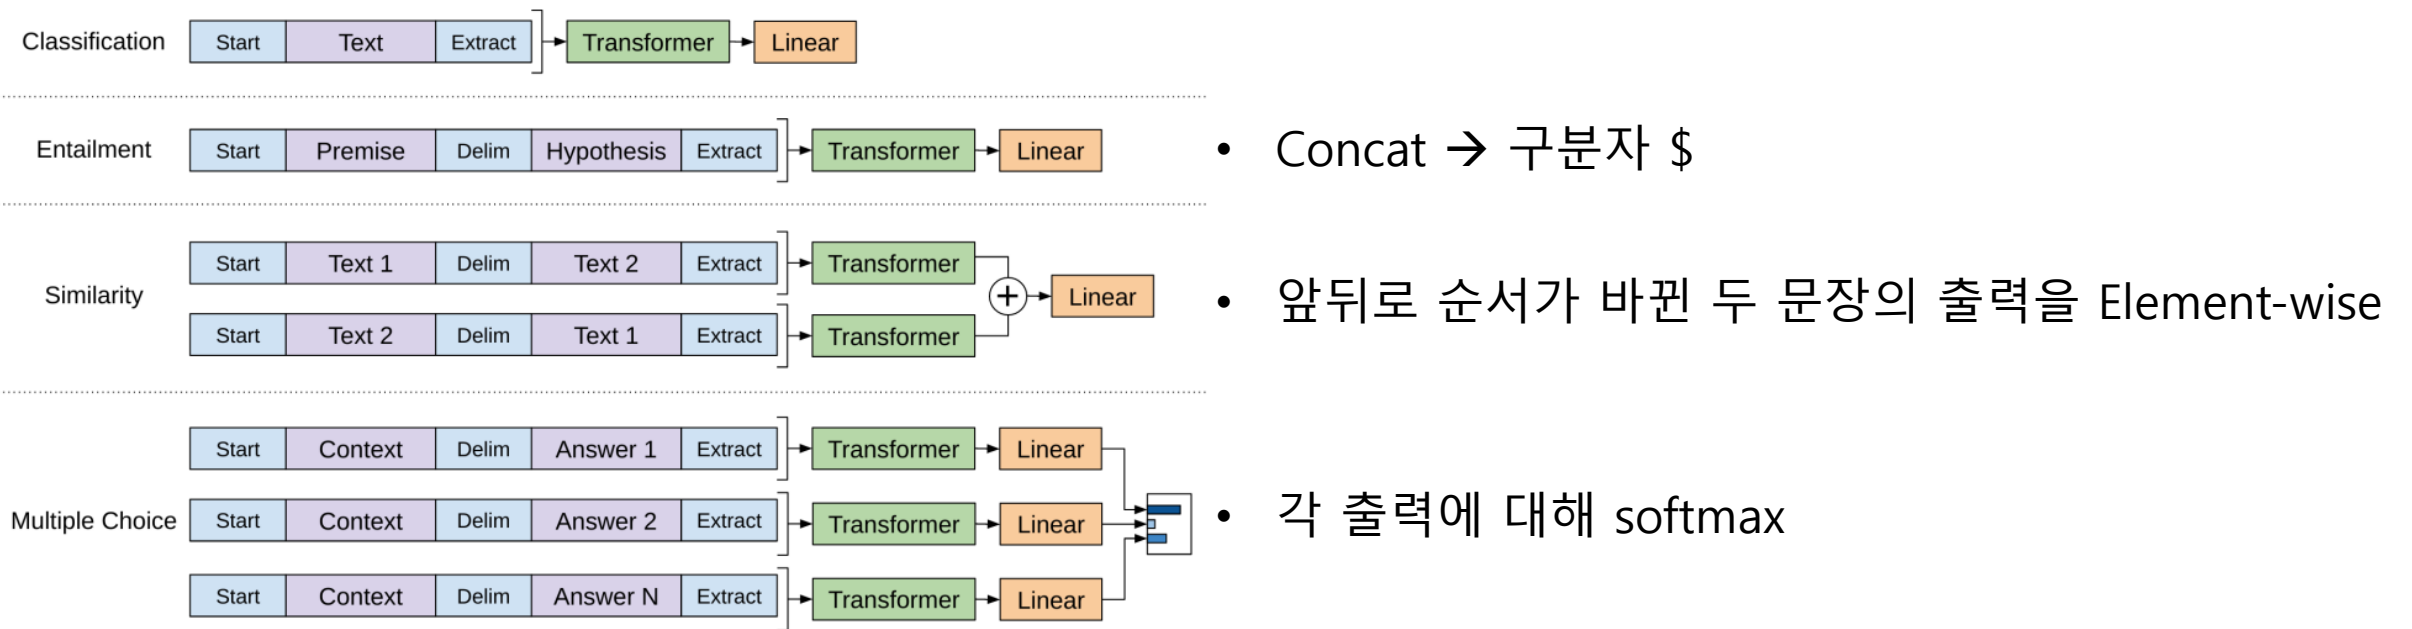 Classification Start Text Extract Transformer Linear
Entailment Start Premise Delim Hypothesis Extract Transformer Linear
• Concat → 구분자 $
Similarity
Start Text 1 Delim Text 2 Extract Transformer
Start Text 2 Delim Text 1 Extract Transformer
+ Linear
• 앞뒤로 순서가 바뀐 두 문장의 출력을 Element-wise
Multiple Choice
Start Context Delim Answer 1 Extract Transformer Linear
Start Context Delim Answer 2 Extract Transformer Linear
Start Context Delim Answer N Extract Transformer Linear
• 각 출력에 대해 softmax